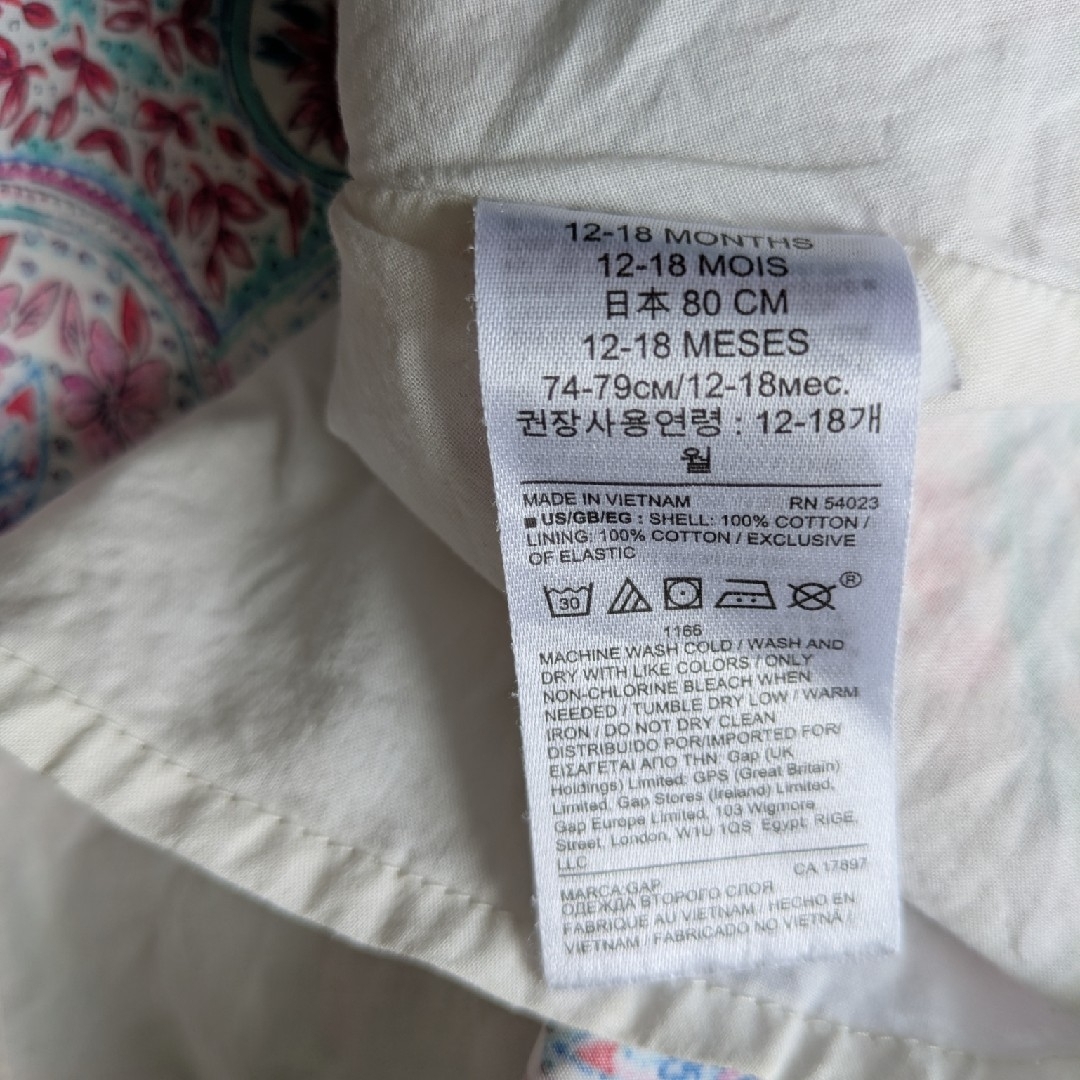 12-18 MONTHS
12-18 MOIS
日本 80 CM
12-18 MESES
74-79см/12-18мес.
권장사용연령 : 12-18개
월
MADE IN VIETNAM RN 54023
■ US/GB/EG : SHELL: 100% COTTON /
LINING: 100% COTTON / EXCLUSIVE
OF ELASTIC
30 ®
1166
MACHINE WASH COLD / WASH AND
DRY WITH LIKE COLORS / ONLY
NON-CHLORINE BLEACH WHEN
NEEDED / TUMBLE DRY LOW / WARM
IRON / DO NOT DRY CLEAN
DISTRIBUIDO POR/IMPORTED FOR/
ΕΙΣΑΓΕΤΑΙ ΑΠΟ ΤΗΝ: Gap (UK
Holdings) Limited. GPS (Great Britain)
Limited. Gap Stores (Ireland) Limited,
Gap Europe Limited, 103 Wigmore
Street. London, W1U 1QS. Egypt: RIGE,
LLC
CA 17897
MARCA GAP
ОДЕЖДА ВТОРОГО СЛОЯ
FABRIQUE AU VIETNAM / HECHO EN
VIETNAM / FABRICADO NO VIETNÃ /